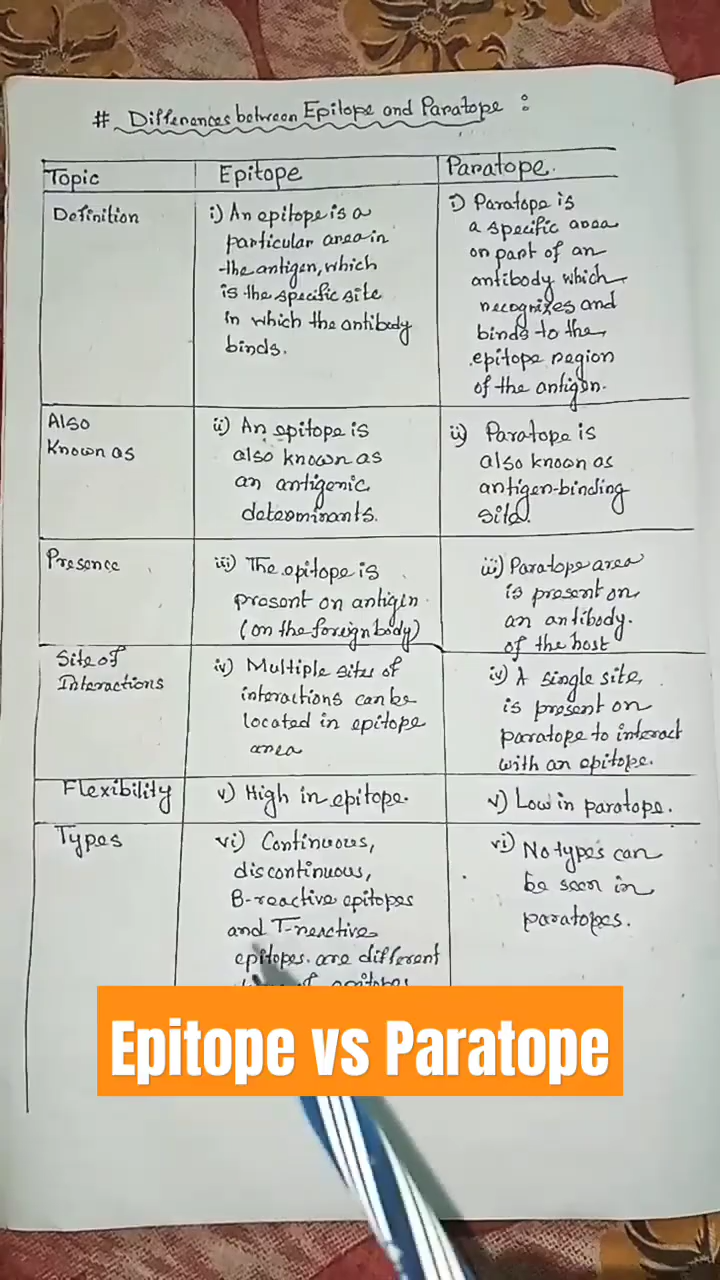 # Differences between Epitope and Paratope :
Topic
Epitope
Paratope.
Definition
i) An epitope is a
particular area in
the antigen, which
is the specific site
in which the antibody
binds.
i) Paratope is
a specific area
on part of an
antibody which
recognizes and
binds to the
epitope region
of the antigen.
Also
Known as
ii) An epitope is
also known as
an antigenic
determinants.
ii) Paratope is
also known as
antigen-binding
site.
Presence
iii) The epitope is
present on antigen
(on the foreign body)
iii) Paratope area
is present on
an antibody.
of the host
Site of
Interactions
iv) Multiple sites of
interactions can be
located in epitope
area
iv) A single site,
is present on
paratope to interact
with an epitope.
Flexibility
v) High in epitope.
v) Low in paratope.
Types
vi) Continuous,
discontinuous,
B-reactive epitopes
and T-reactive
epitopes. are different
of epitopes
vi) No types can
be seen in
paratopes.
Epitope vs Paratope